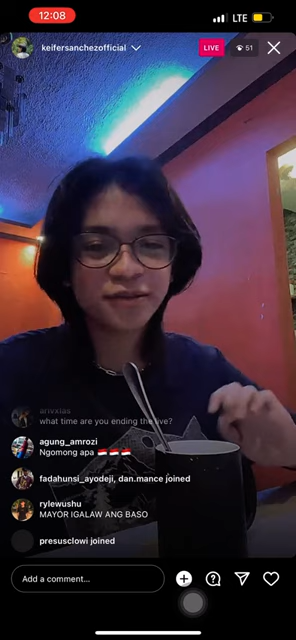 12:08
LTE
keifersanchezofficial
LIVE
51
arivxiaa
what time are you ending the live?
agung_amrozi
Ngomong apa 🇮🇩🇮🇩🇮🇩
fadahunsi_ayodeji, dan.mance joined
rylewushu
MAYOR IGALAW ANG BASO
presusclowi joined
Add a comment...